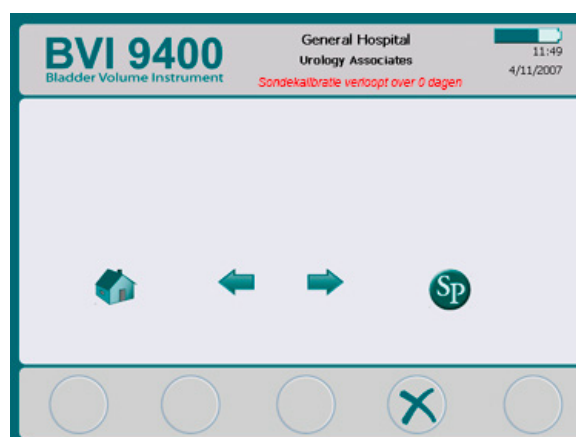 BVI 9400
Bladder Volume Instrument
General Hospital
Urology Associates
Sondekalibratie verloopt over 0 dagen
11:49
4/11/2007
SP